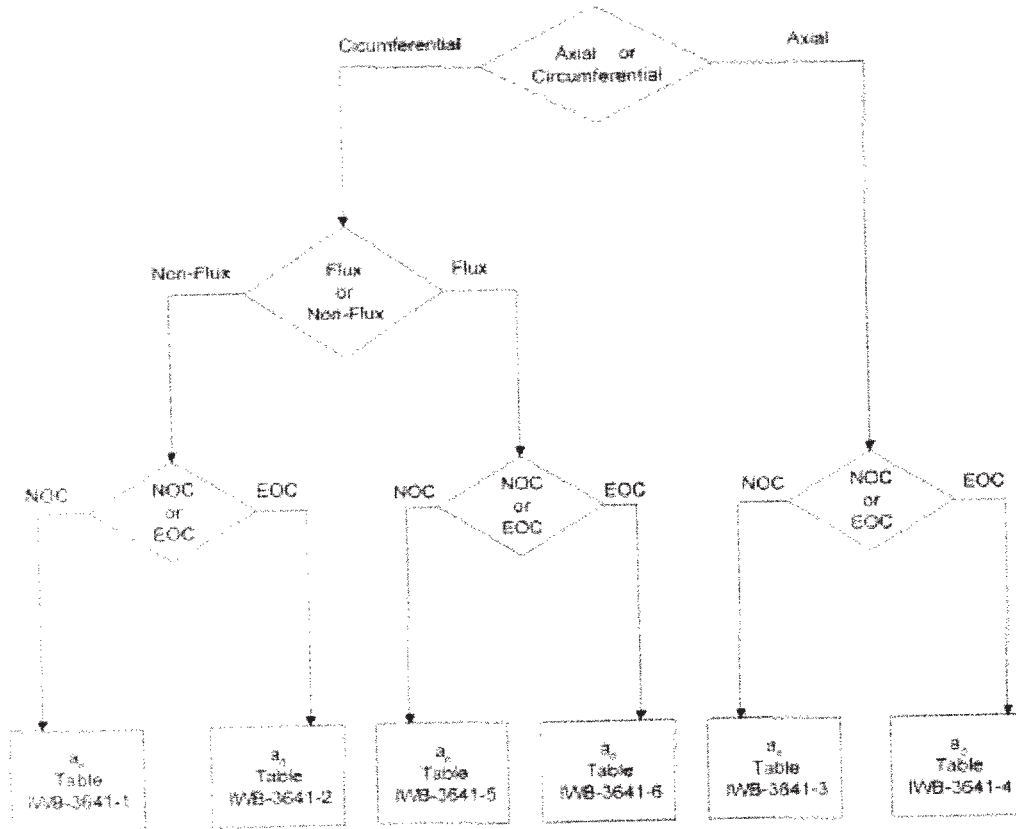 Cicumferential
Axial or
Circumferential
Axial
Non-Flux
Flux
or
Non-Flux
Flux
NOC
NOC
or
EOC
EOC
NOC
NOC
or
EOC
EOC
NOC
NOC
or
EOC
EOC
Table
IWB-3641-1
Table
IWB-3641-2
Table
IWB-3641-5
Table
IWB-3641-6
Table
IWB-3641-3
Table
IWB-3641-4